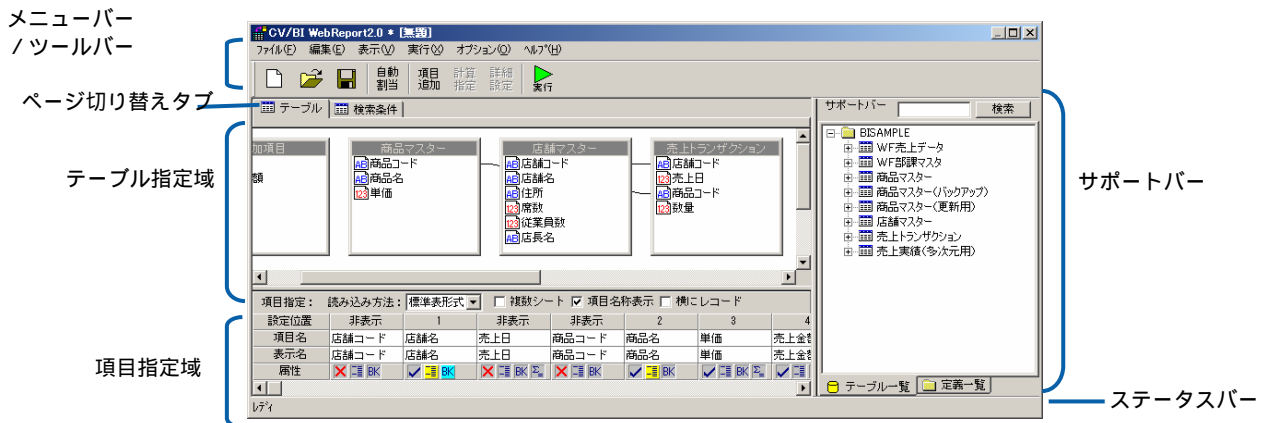 メニューバー
/ ツールバー
ページ切り替えタブ
テーブル指定域
項目指定域
CV/BI WebReport2.0 * [無題]
ファイル(F) 編集(E) 表示(V) 実行(X) オプション(O) ヘルプ(H)
自動割当 項目追加 計算指定 詳細設定 実行
テーブル 検索条件
加項目
額
商品マスター
商品コード
商品名
単価
店舗マスター
店舗コード
店舗名
住所
席数
従業員数
店長名
売上トランザクション
店舗コード
売上日
商品コード
数量
項目指定: 読み込み方法: 標準表形式 複数シート 項目名称表示 横にレコード
設定位置 非表示 1 非表示 非表示 2 3 4
項目名 店舗コード 店舗名 売上日 商品コード 商品名 単価 売上金
表示名 店舗コード 店舗名 売上日 商品コード 商品名 単価 売上金
属性 BK BK BK Σ BK BK BK Σ
レディ
サポートバー 検索
BISAMPLE
WF売上データ
WF部課マスタ
商品マスター
商品マスター(バックアップ)
商品マスター(更新用)
店舗マスター
売上トランザクション
売上実績(多次元用)
テーブル一覧 定義一覧
サポートバー
ステータスバー